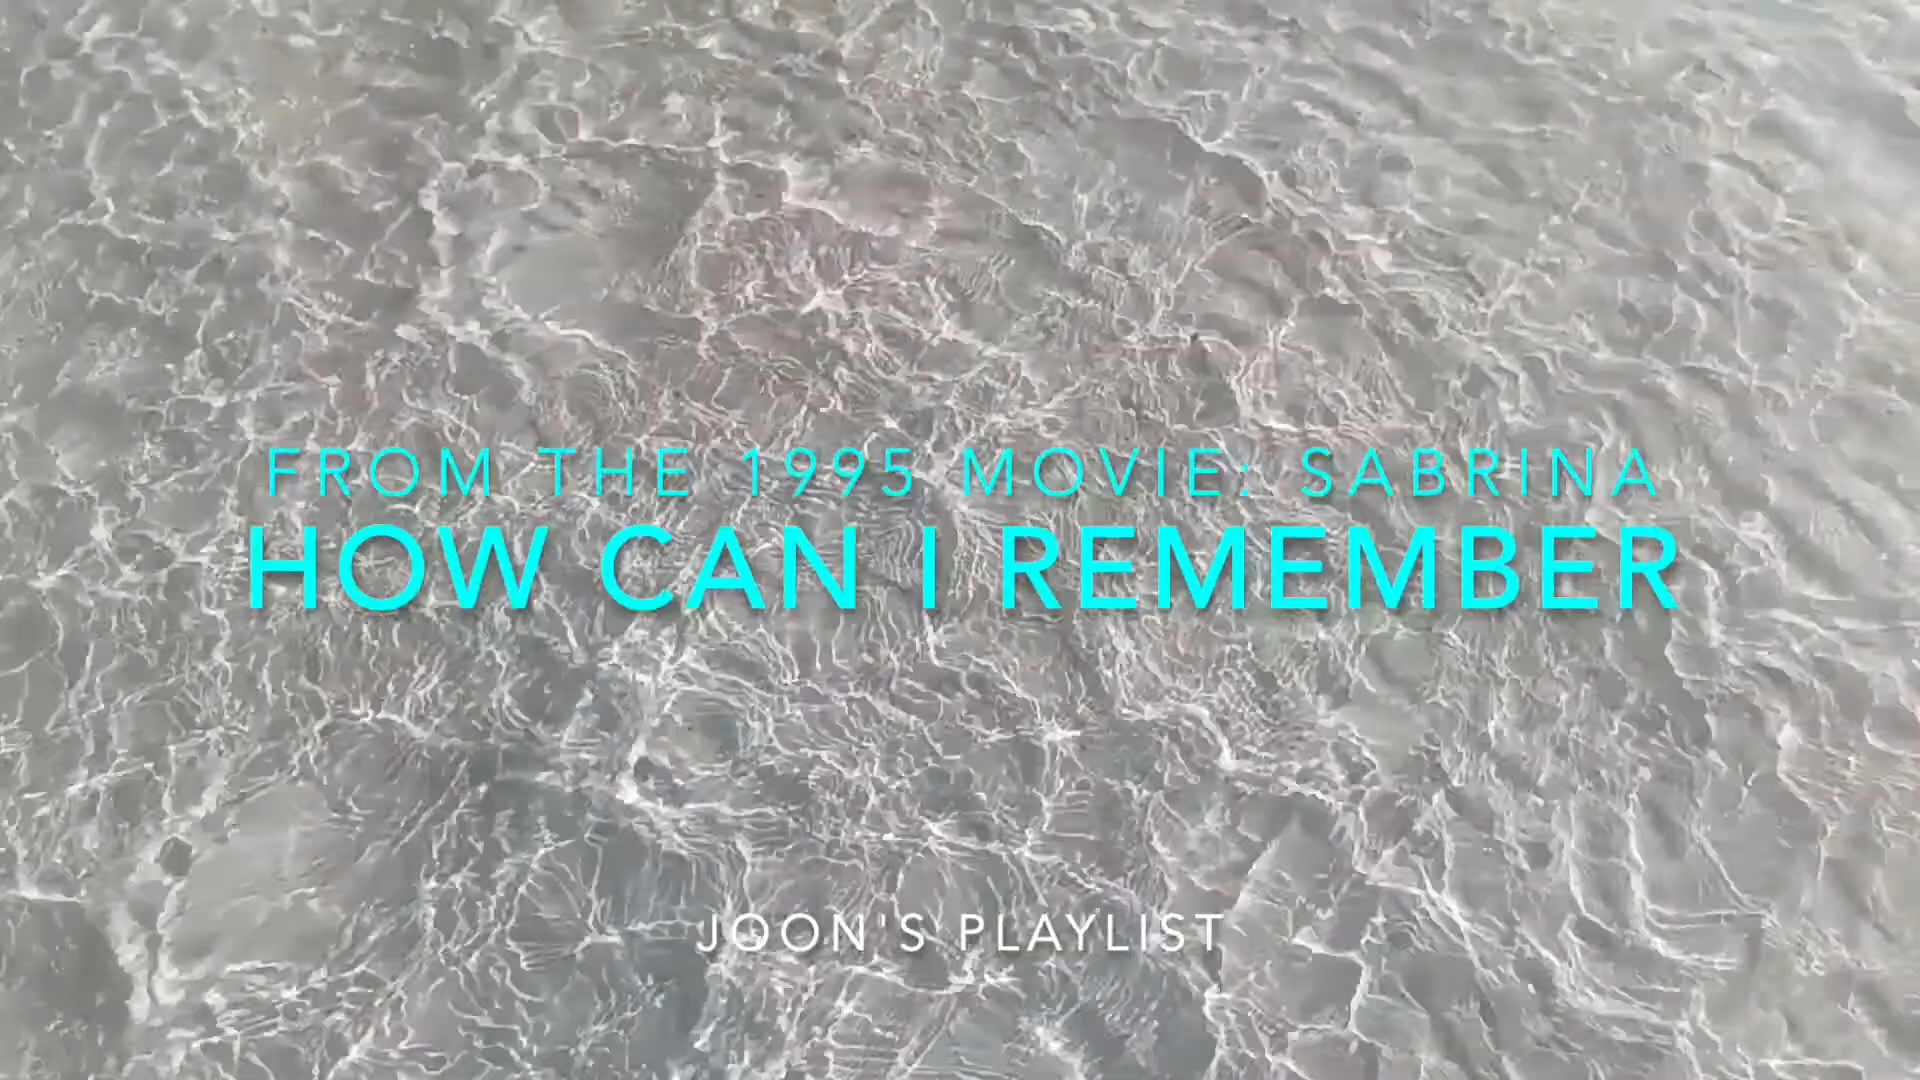 FROM THE 1995 MOVIE: SABRINA
HOW CAN I REMEMBER
JOON'S PLAYLIST